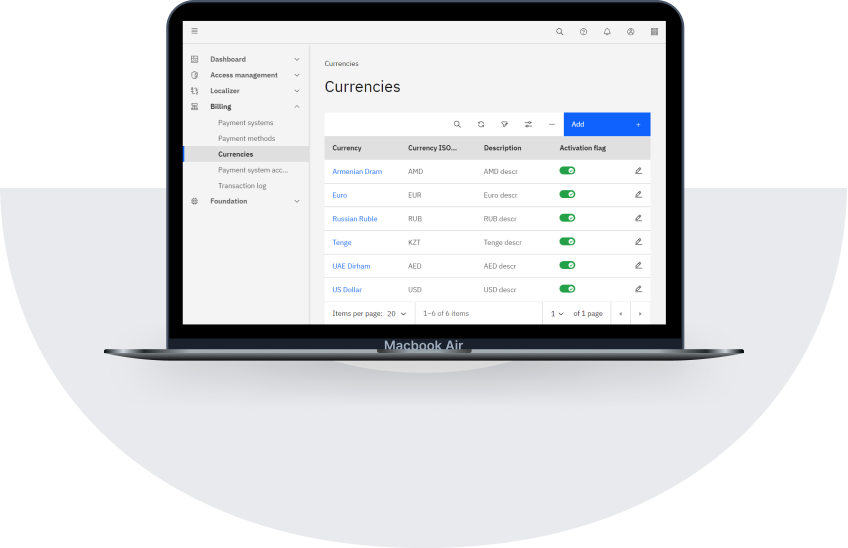 Dashboard
Access management
Localizer
Billing
Payment systems
Payment methods
Currencies
Payment system acc...
Transaction log
Foundation
Currencies
Currencies
Add +
Currency Currency ISO... Description Activation flag
Armenian Dram AMD AMD descr
Euro EUR Euro descr
Russian Ruble RUB RUB descr
Tenge KZT Tenge descr
UAE Dirham AED AED descr
US Dollar USD USD descr
Items per page: 20 1–6 of 6 items 1 of 1 page
Macbook Air